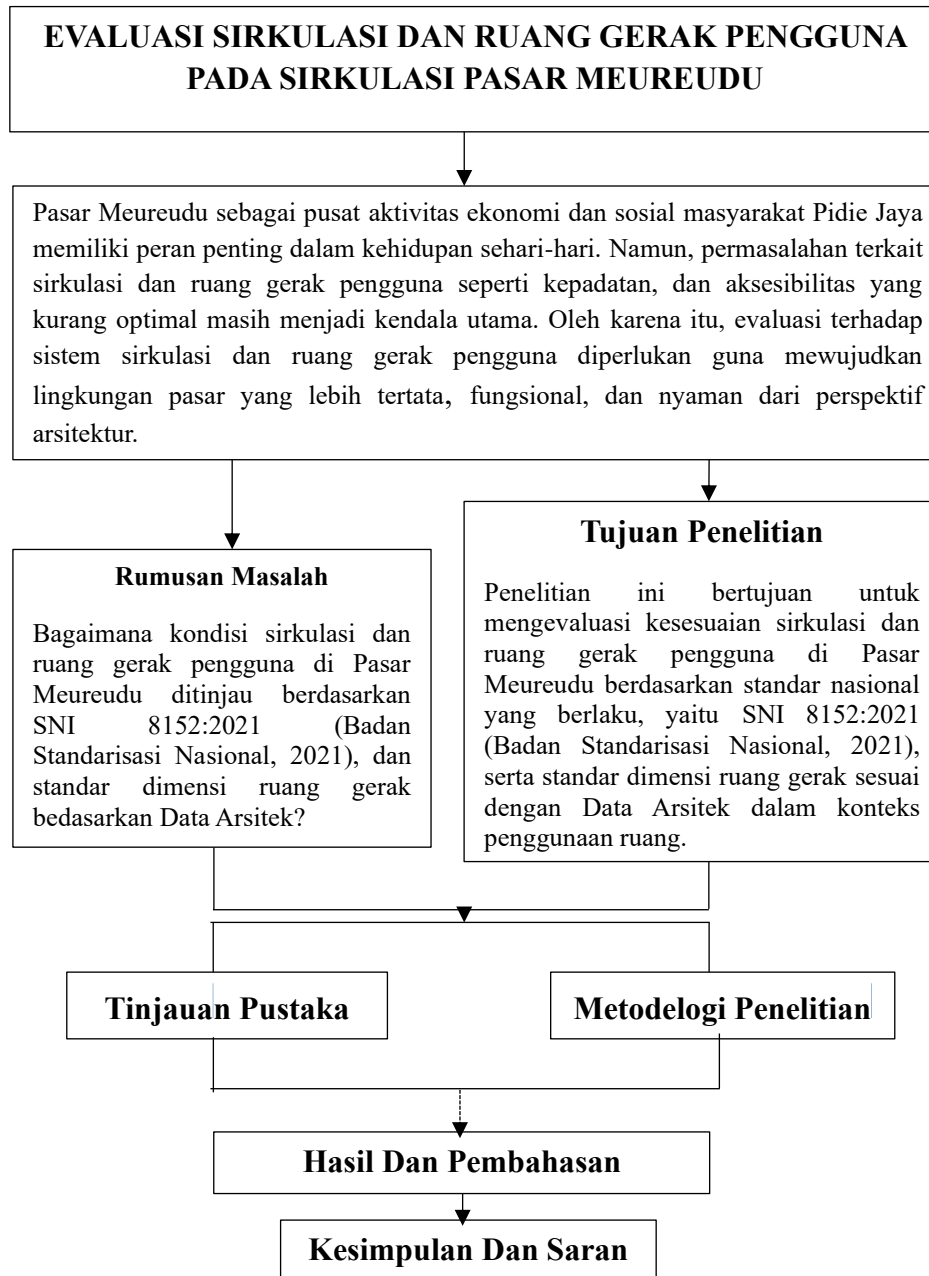 EVALUASI SIRKULASI DAN RUANG GERAK PENGGUNA
PADA SIRKULASI PASAR MEUREUDU
Pasar Meureudu sebagai pusat aktivitas ekonomi dan sosial masyarakat Pidie Jaya
memiliki peran penting dalam kehidupan sehari-hari. Namun, permasalahan terkait
sirkulasi dan ruang gerak pengguna seperti kepadatan, dan aksesibilitas yang
kurang optimal masih menjadi kendala utama. Oleh karena itu, evaluasi terhadap
sistem sirkulasi dan ruang gerak pengguna diperlukan guna mewujudkan
lingkungan pasar yang lebih tertata, fungsional, dan nyaman dari perspektif
arsitektur.
Rumusan Masalah
Bagaimana kondisi sirkulasi dan
ruang gerak pengguna di Pasar
Meureudu ditinjau berdasarkan
SNI 8152:2021 (Badan
Standarisasi Nasional, 2021), dan
standar dimensi ruang gerak
bedasarkan Data Arsitek?
Tujuan Penelitian
Penelitian ini bertujuan untuk
mengevaluasi kesesuaian sirkulasi dan
ruang gerak pengguna di Pasar
Meureudu berdasarkan standar nasional
yang berlaku, yaitu SNI 8152:2021
(Badan Standarisasi Nasional, 2021),
serta standar dimensi ruang gerak sesuai
dengan Data Arsitek dalam konteks
penggunaan ruang.
Tinjauan Pustaka
Metodelogi Penelitian
Hasil Dan Pembahasan
Kesimpulan Dan Saran